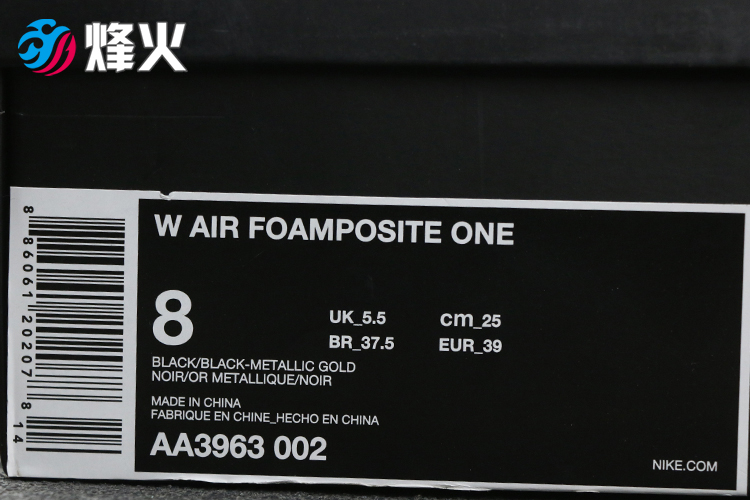 烽火
W AIR FOAMPOSITE ONE
8
UK_5.5 cm_25
BR_37.5 EUR_39
BLACK/BLACK-METALLIC GOLD
NOIR/OR METALLIQUE/NOIR
MADE IN CHINA
FABRIQUE EN CHINE_HECHO EN CHINA
AA3963 002
NIKE.COM
8 86061 20207 8 14